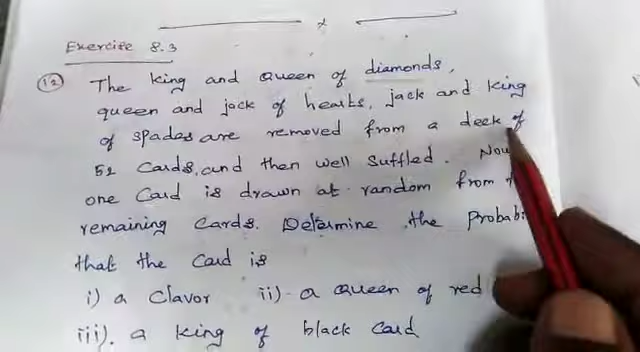 Exercise 8.3
12 The king and Queen of diamonds,
queen and jack of hearts, jack and king
of spades are removed from a deck of
52 Cards, and then well suffled. Now
one Card is drawn at random from
remaining Cards. Determine the
that the Card is
i) a Clavor ii) a queen of red
iii). a king of black Card